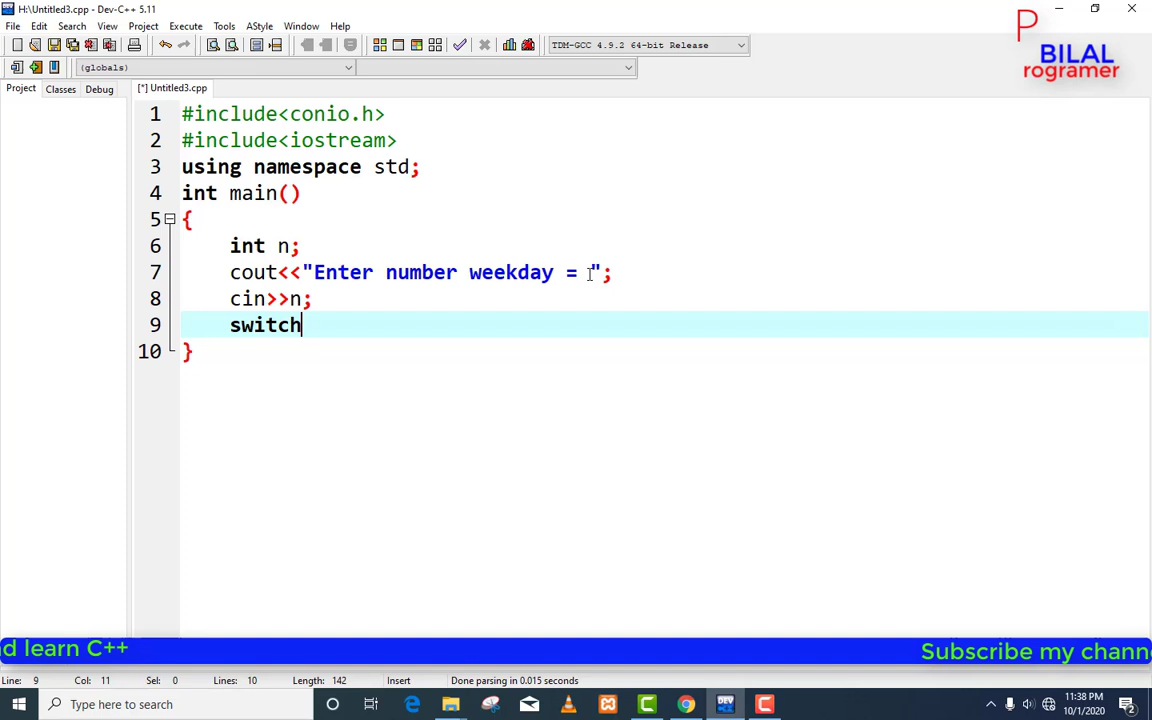 H:\Untitled3.cpp - Dev-C++ 5.11
File Edit Search View Project Execute Tools AStyle Window Help
TDM-GCC 4.9.2 64-bit Release
P
BILAL
rogramer
(globals)
Project Classes Debug
[*] Untitled3.cpp
1 #include<conio.h>
2 #include<iostream>
3 using namespace std;
4 int main()
5 {
6 int n;
7 cout<<"Enter number weekday = ";
8 cin>>n;
9 switch
10 }
nd learn C++
Subscribe my chann
Line: 9 Col: 11 Sel: 0 Lines: 10 Length: 142 Insert Done parsing in 0.015 seconds
Type here to search
DEV
11:38 PM
10/1/2020
2